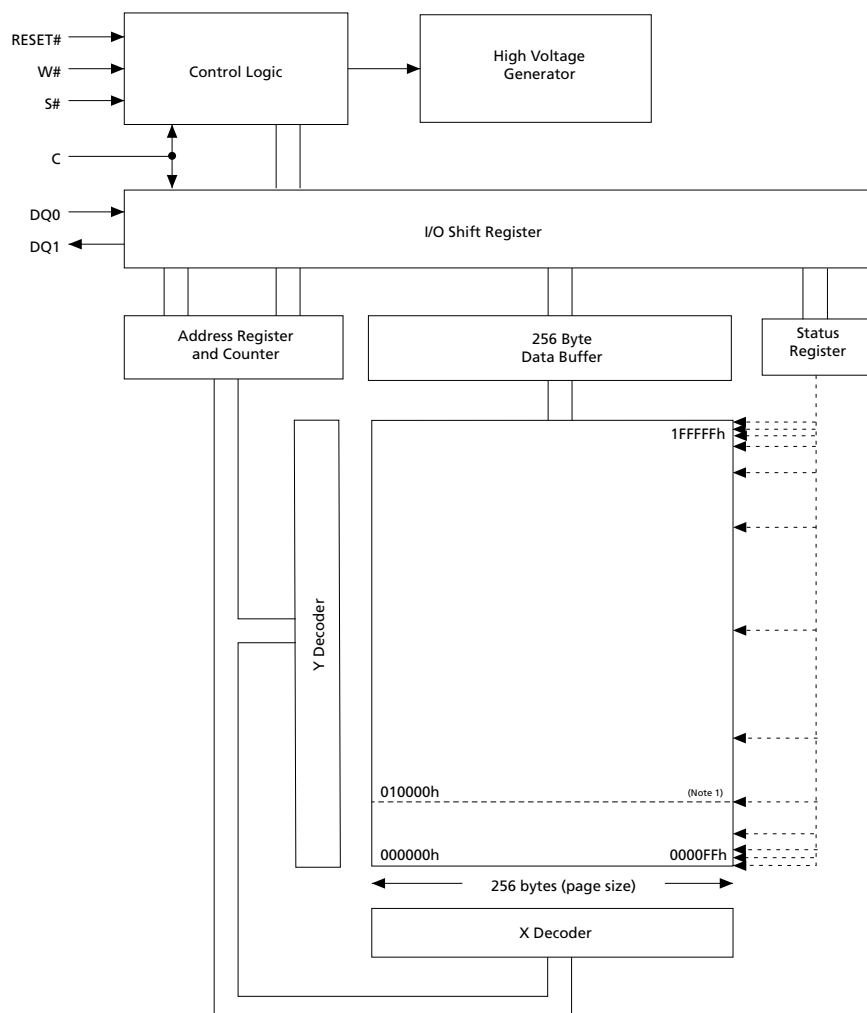 RESET#
W#
S#
C
DQ0
DQ1
Control Logic
High Voltage
Generator
I/O Shift Register
Address Register
and Counter
256 Byte
Data Buffer
Status
Register
1FFFFFh
Y Decoder
010000h
(Note 1)
000000h
0000FFh
256 bytes (page size)
X Decoder